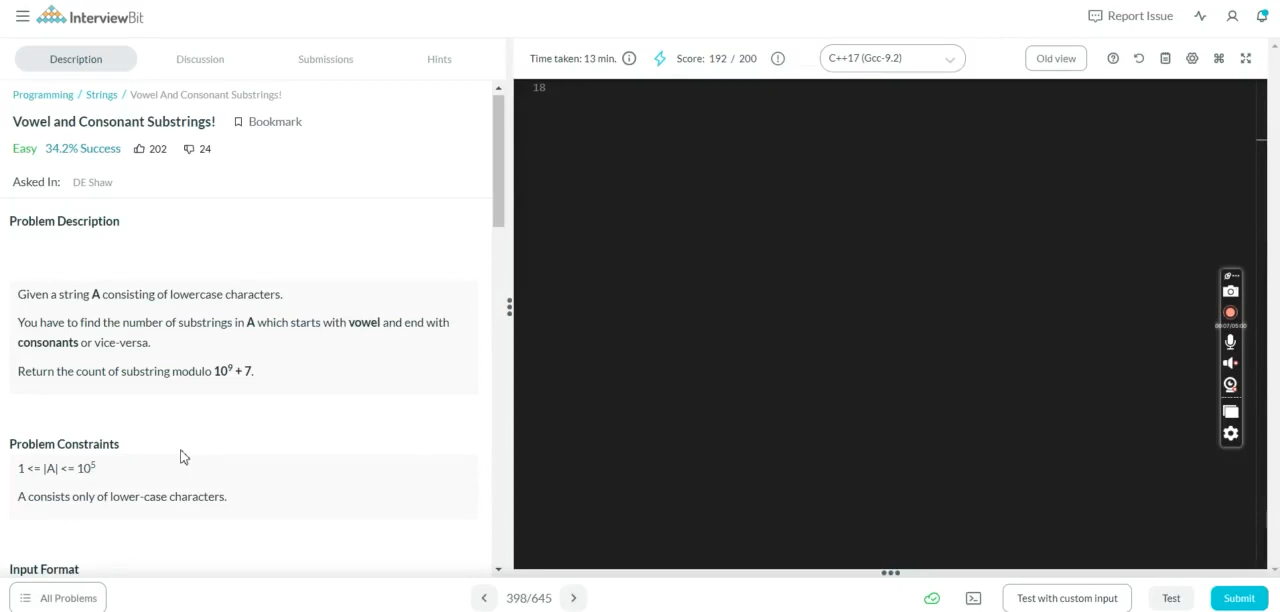 InterviewBit
Report Issue
Description Discussion Submissions Hints
Time taken: 13 min. Score: 192 / 200 C++17 (Gcc-9.2) Old view
Programming / Strings / Vowel And Consonant Substrings!
Vowel and Consonant Substrings! Bookmark
Easy 34.2% Success 202 24
Asked In: DE Shaw
Problem Description
Given a string A consisting of lowercase characters.
You have to find the number of substrings in A which starts with vowel and end with
consonants or vice-versa.
Return the count of substring modulo 10⁹ + 7.
Problem Constraints
1 <= |A| <= 10⁵
A consists only of lower-case characters.
Input Format
18
All Problems
398/645
Test with custom input Test Submit